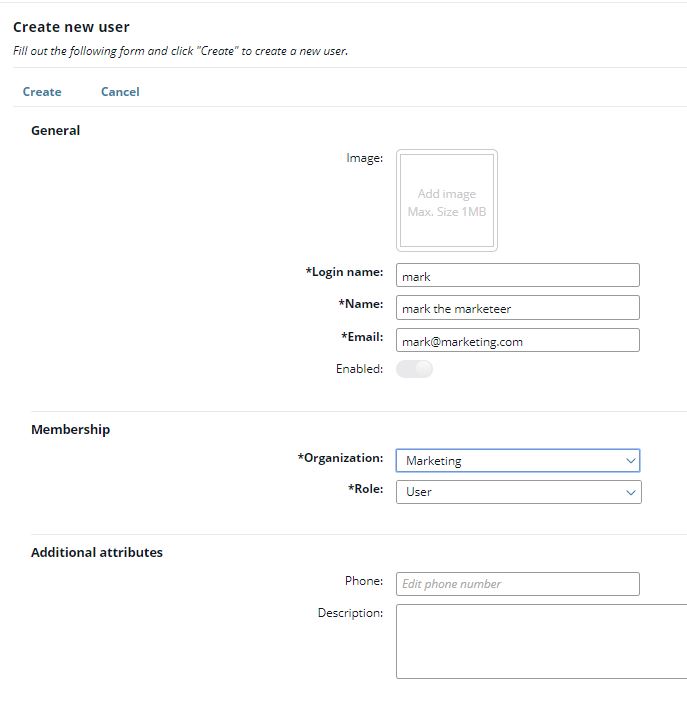 Create new user
Fill out the following form and click "Create" to create a new user.
Create Cancel
General
Image:
Add image
Max. Size 1MB
*Login name: mark
*Name: mark the marketeer
*Email: mark@marketing.com
Enabled:
Membership
*Organization: Marketing
*Role: User
Additional attributes
Phone: Edit phone number
Description: